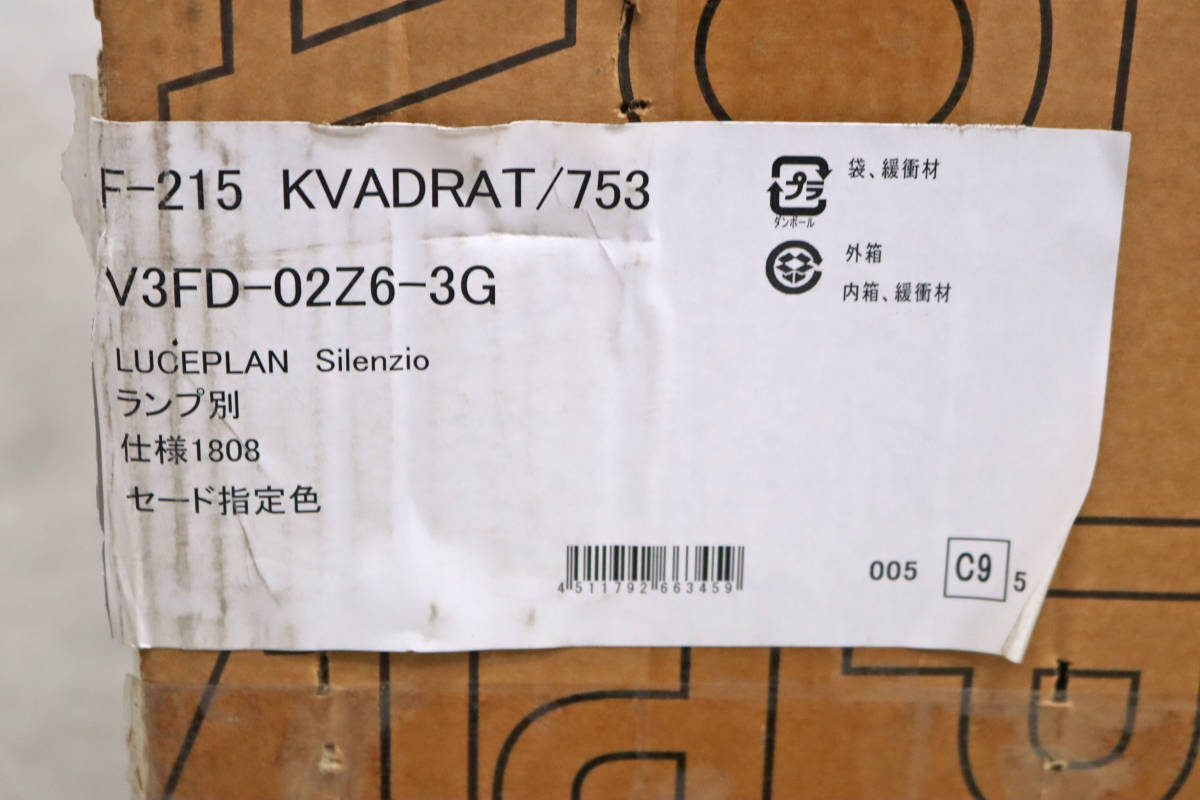 F-215 KVADRAT/753
V3FD-02Z6-3G
LUCEPLAN Silenzio
ランプ別
仕様1808
セード指定色
プラ
袋、緩衝材
ダンボール
外箱
内箱、緩衝材
4511792663459
005 C9 5